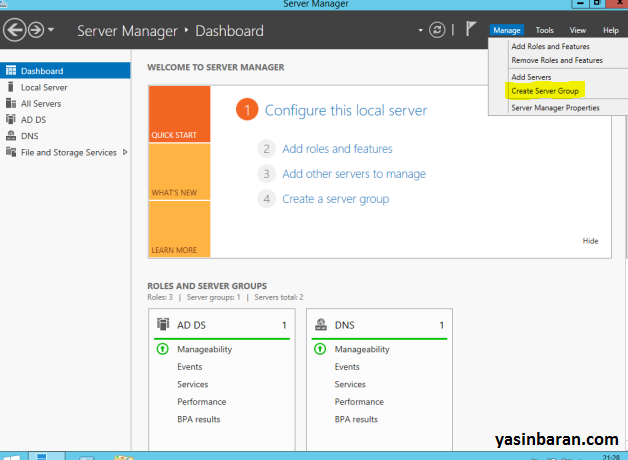 Server Manager
Server Manager ‣ Dashboard
Manage Tools View Help
Add Roles and Features
Remove Roles and Features
Add Servers
Create Server Group
Server Manager Properties
Dashboard
Local Server
All Servers
AD DS
DNS
File and Storage Services
WELCOME TO SERVER MANAGER
QUICK START
WHAT'S NEW
LEARN MORE
1 Configure this local server
2 Add roles and features
3 Add other servers to manage
4 Create a server group
Hide
ROLES AND SERVER GROUPS
Roles: 3 | Server groups: 1 | Servers total: 2
AD DS 1
Manageability
Events
Services
Performance
BPA results
DNS 1
Manageability
Events
Services
Performance
BPA results
yasinbaran.com
21:28